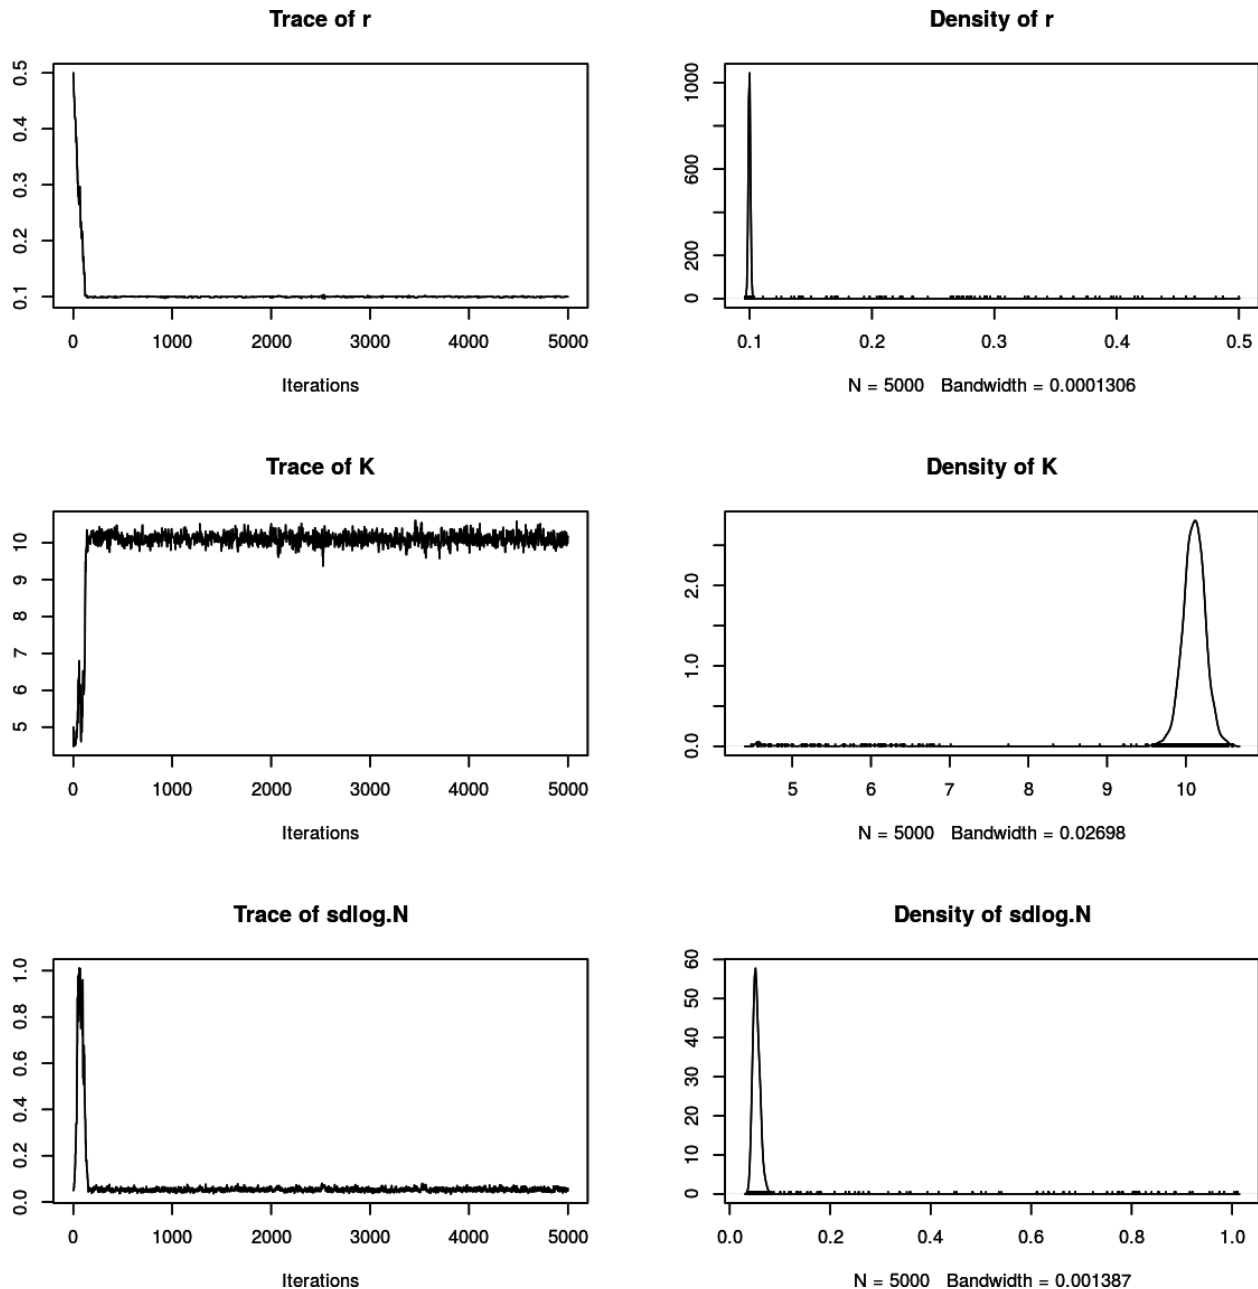 Trace of r
0.5
0.4
0.3
0.2
0.1
0 1000 2000 3000 4000 5000
Iterations
Density of r
1000
600
200
0
0.1 0.2 0.3 0.4 0.5
N = 5000 Bandwidth = 0.0001306
Trace of K
10
9
8
7
6
5
0 1000 2000 3000 4000 5000
Iterations
Density of K
2.0
1.0
0.0
5 6 7 8 9 10
N = 5000 Bandwidth = 0.02698
Trace of sdlog.N
1.0
0.8
0.6
0.4
0.2
0.0
0 1000 2000 3000 4000 5000
Iterations
Density of sdlog.N
60
50
40
30
20
10
0
0.0 0.2 0.4 0.6 0.8 1.0
N = 5000 Bandwidth = 0.001387